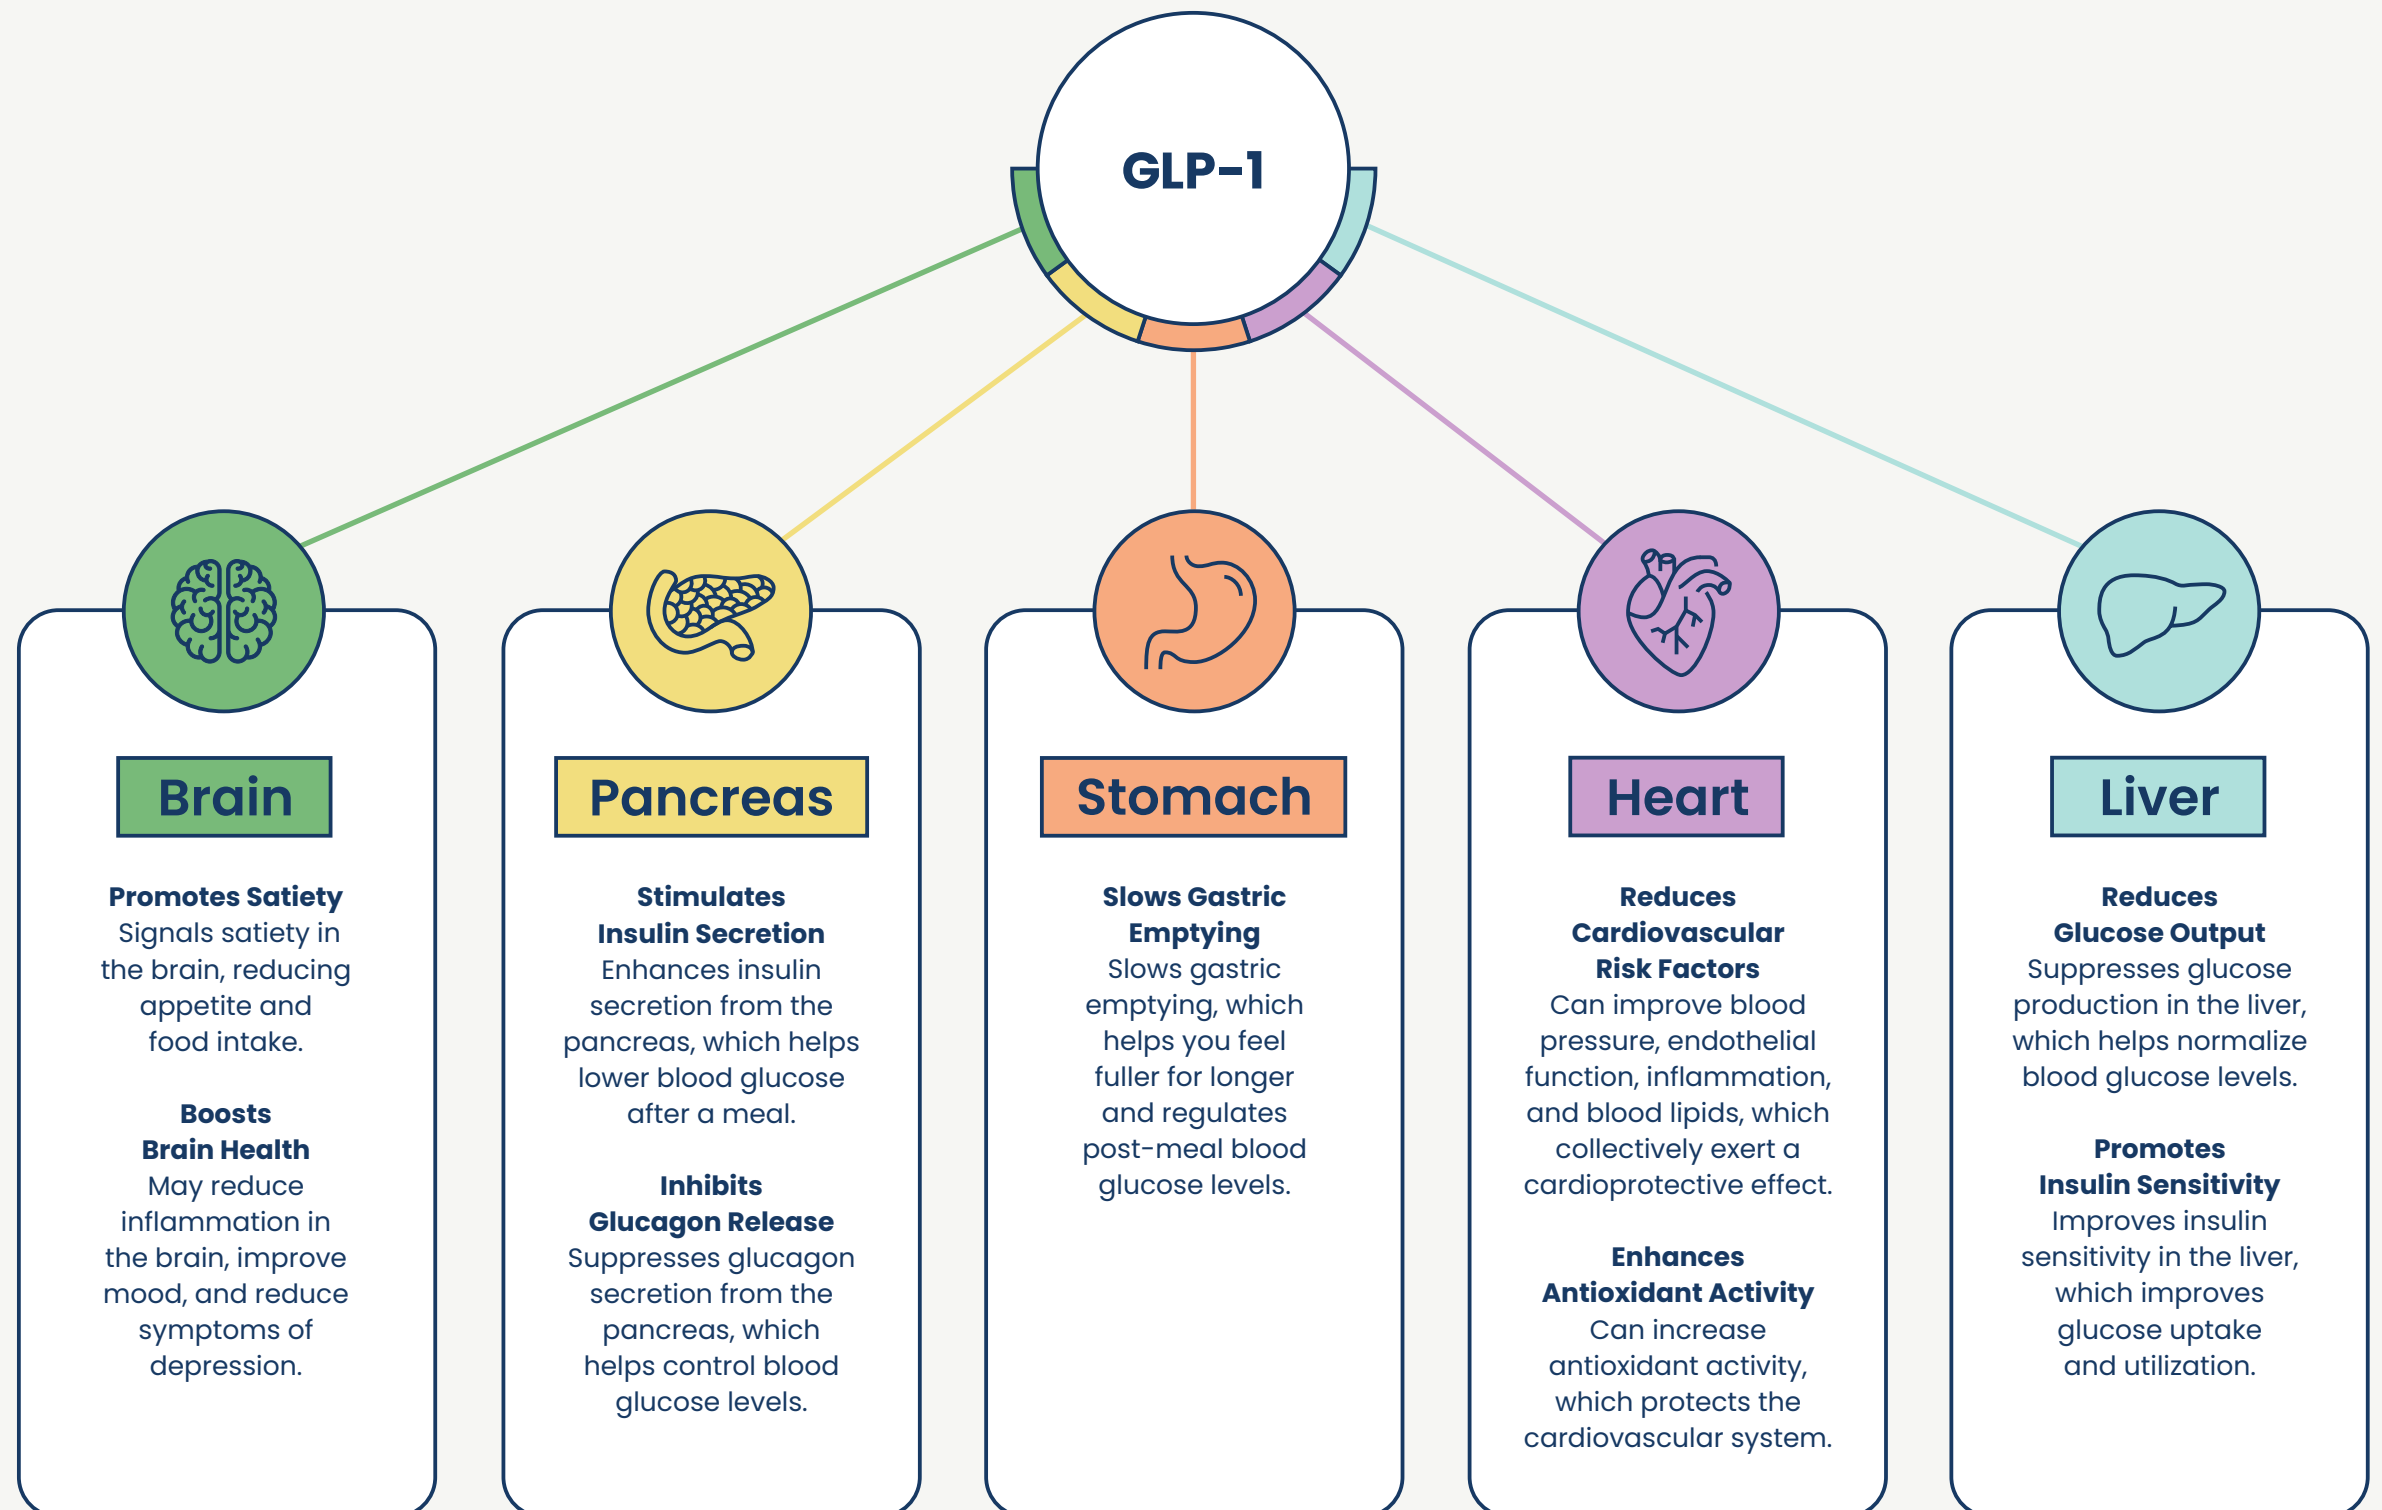 GLP-1
Brain
Promotes Satiety
Signals satiety in
the brain, reducing
appetite and
food intake.
Boosts
Brain Health
May reduce
inflammation in
the brain, improve
mood, and reduce
symptoms of
depression.
Pancreas
Stimulates
Insulin Secretion
Enhances insulin
secretion from the
pancreas, which helps
lower blood glucose
after a meal.
Inhibits
Glucagon Release
Suppresses glucagon
secretion from the
pancreas, which
helps control blood
glucose levels.
Stomach
Slows Gastric
Emptying
Slows gastric
emptying, which
helps you feel
fuller for longer
and regulates
post-meal blood
glucose levels.
Heart
Reduces
Cardiovascular
Risk Factors
Can improve blood
pressure, endothelial
function, inflammation,
and blood lipids, which
collectively exert a
cardioprotective effect.
Enhances
Antioxidant Activity
Can increase
antioxidant activity,
which protects the
cardiovascular system.
Liver
Reduces
Glucose Output
Suppresses glucose
production in the liver,
which helps normalize
blood glucose levels.
Promotes
Insulin Sensitivity
Improves insulin
sensitivity in the liver,
which improves
glucose uptake
and utilization.